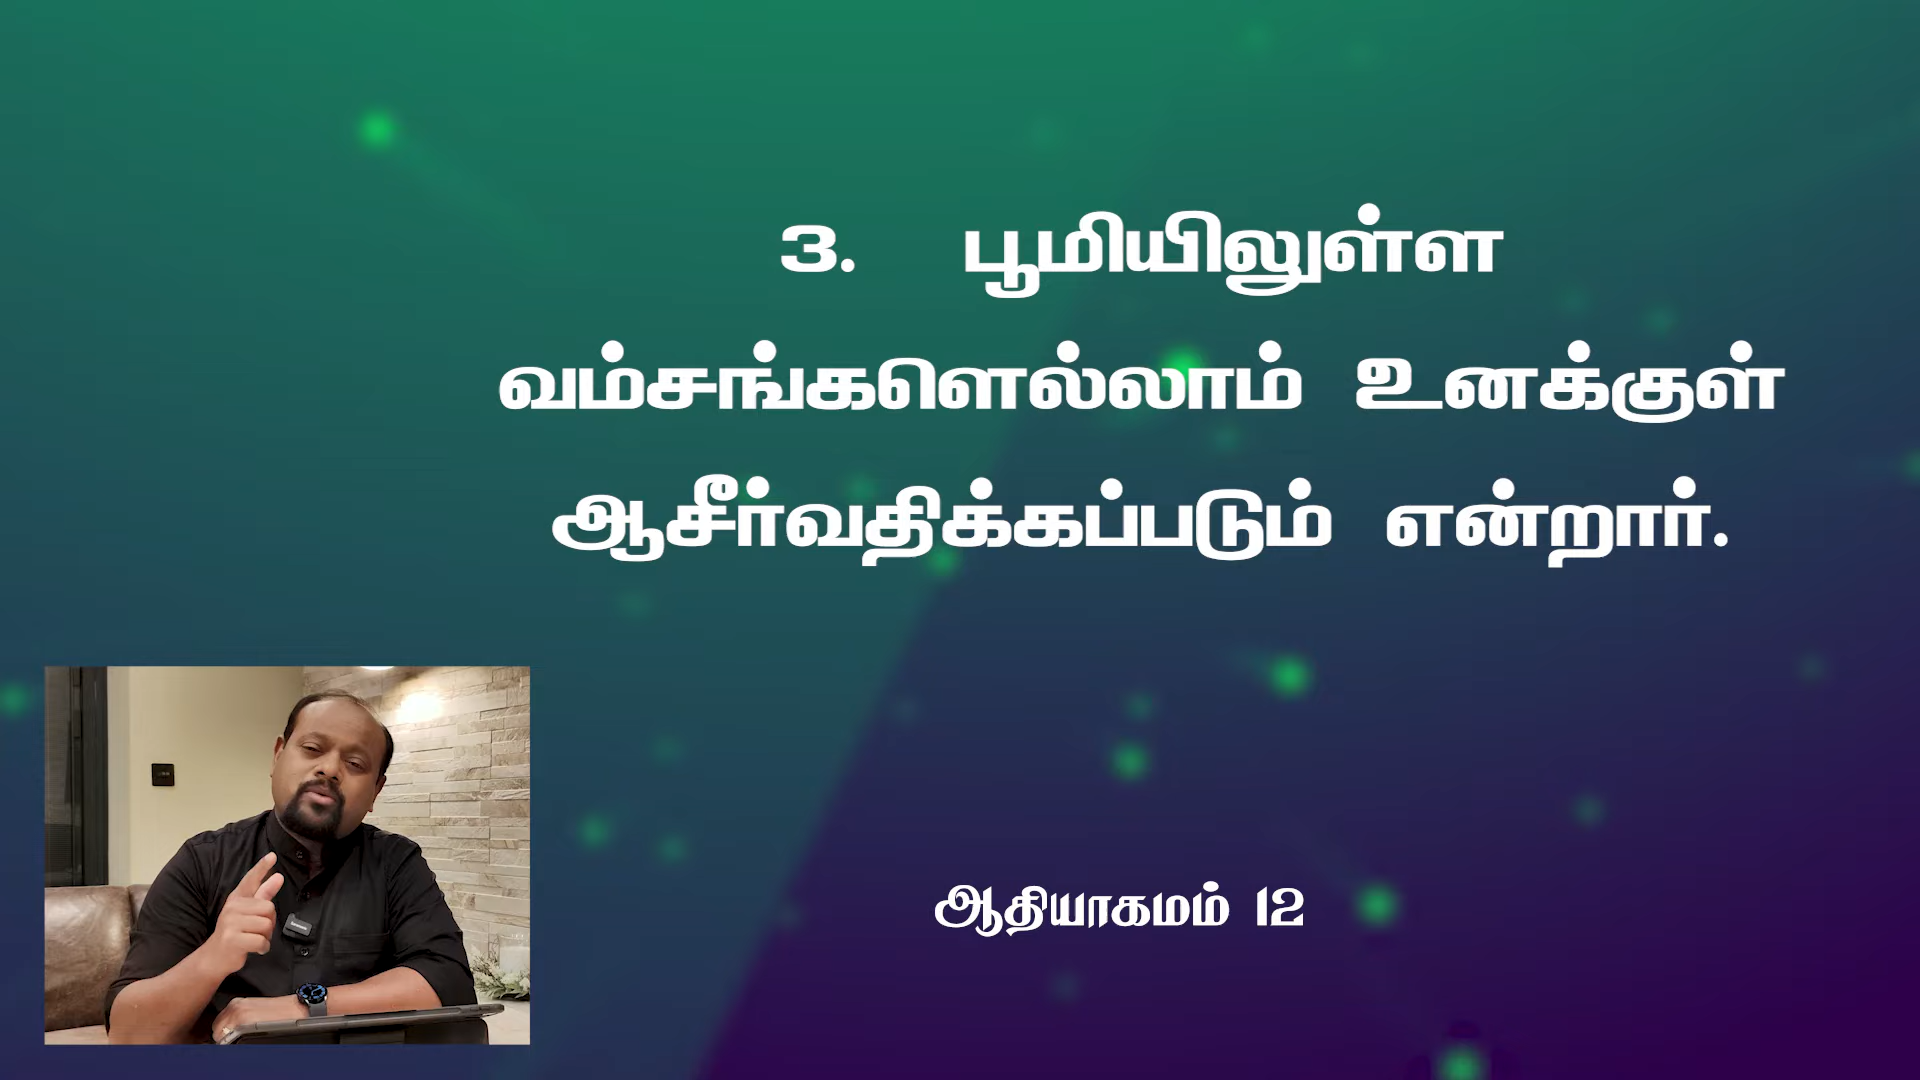 3. பூமியிலுள்ள
வம்சங்களெல்லாம் உனக்குள்
ஆசீர்வதிக்கப்படும் என்றார்.
ஆதியாகமம் 12